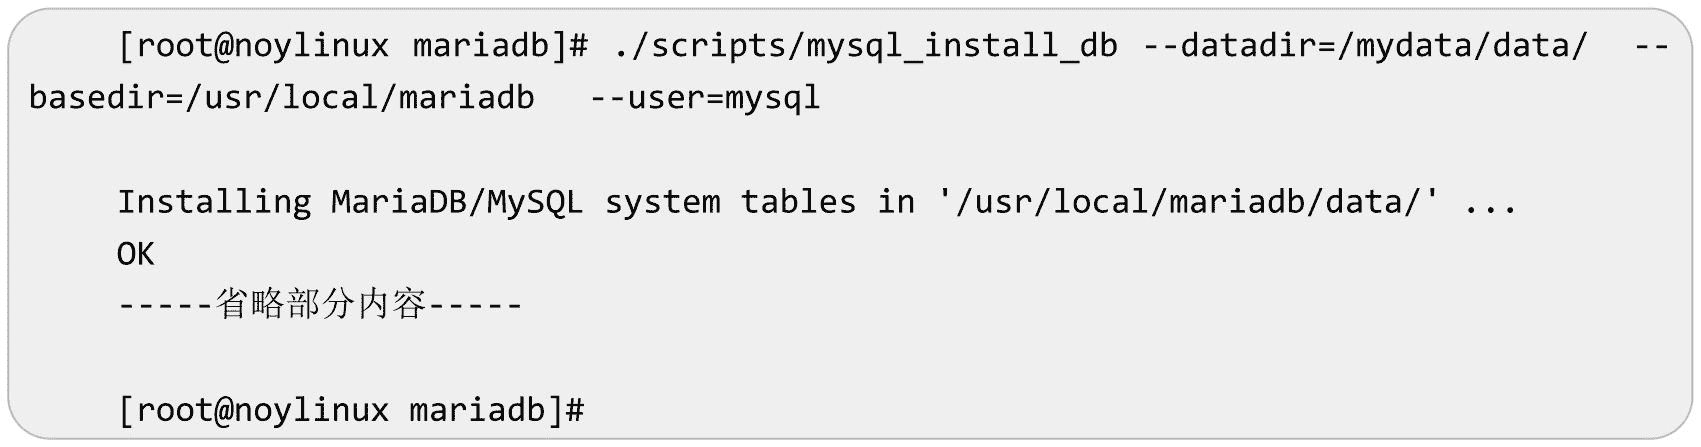 [root@noylinux mariadb]# ./scripts/mysql_install_db --datadir=/mydata/data/  --
basedir=/usr/local/mariadb   --user=mysql
Installing MariaDB/MySQL system tables in '/usr/local/mariadb/data/' ...
OK
-----省略部分内容-----
[root@noylinux mariadb]#